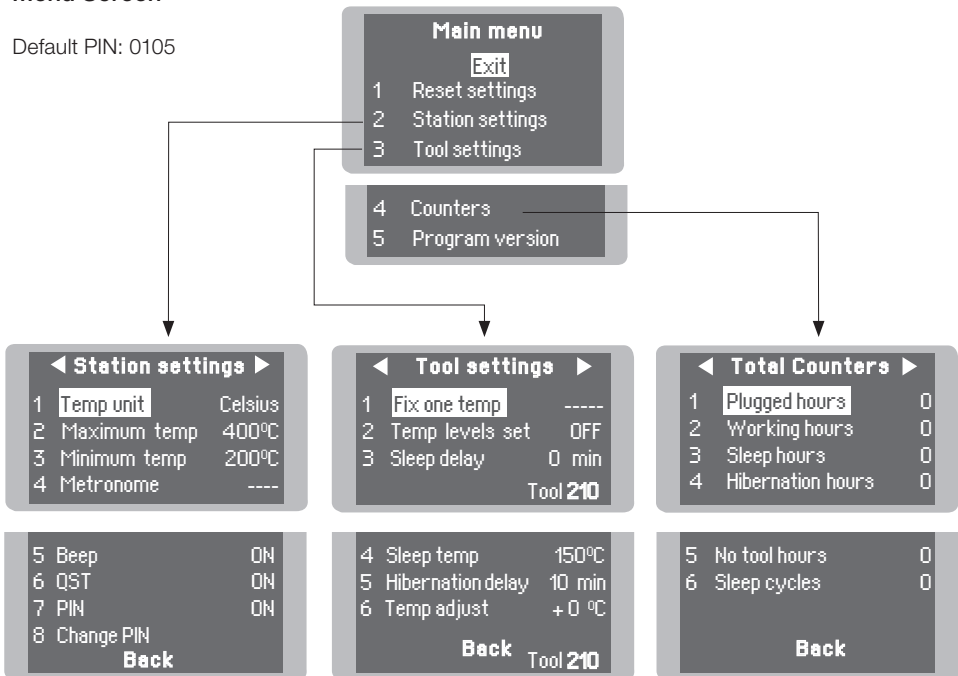 Menu Screen
Default PIN: 0105
Main menu
Exit
1 Reset settings
2 Station settings
3 Tool settings
4 Counters
5 Program version
◄ Station settings ►
1 Temp unit Celsius
2 Maximum temp 400ºC
3 Minimum temp 200ºC
4 Metronome ----
5 Beep ON
6 QST ON
7 PIN ON
8 Change PIN
Back
◄ Tool settings ►
1 Fix one temp -----
2 Temp levels set OFF
3 Sleep delay 0 min
Tool 210
4 Sleep temp 150ºC
5 Hibernation delay 10 min
6 Temp adjust +0 ºC
Back
Tool 210
◄ Total Counters ►
1 Plugged hours 0
2 Working hours 0
3 Sleep hours 0
4 Hibernation hours 0
5 No tool hours 0
6 Sleep cycles 0
Back